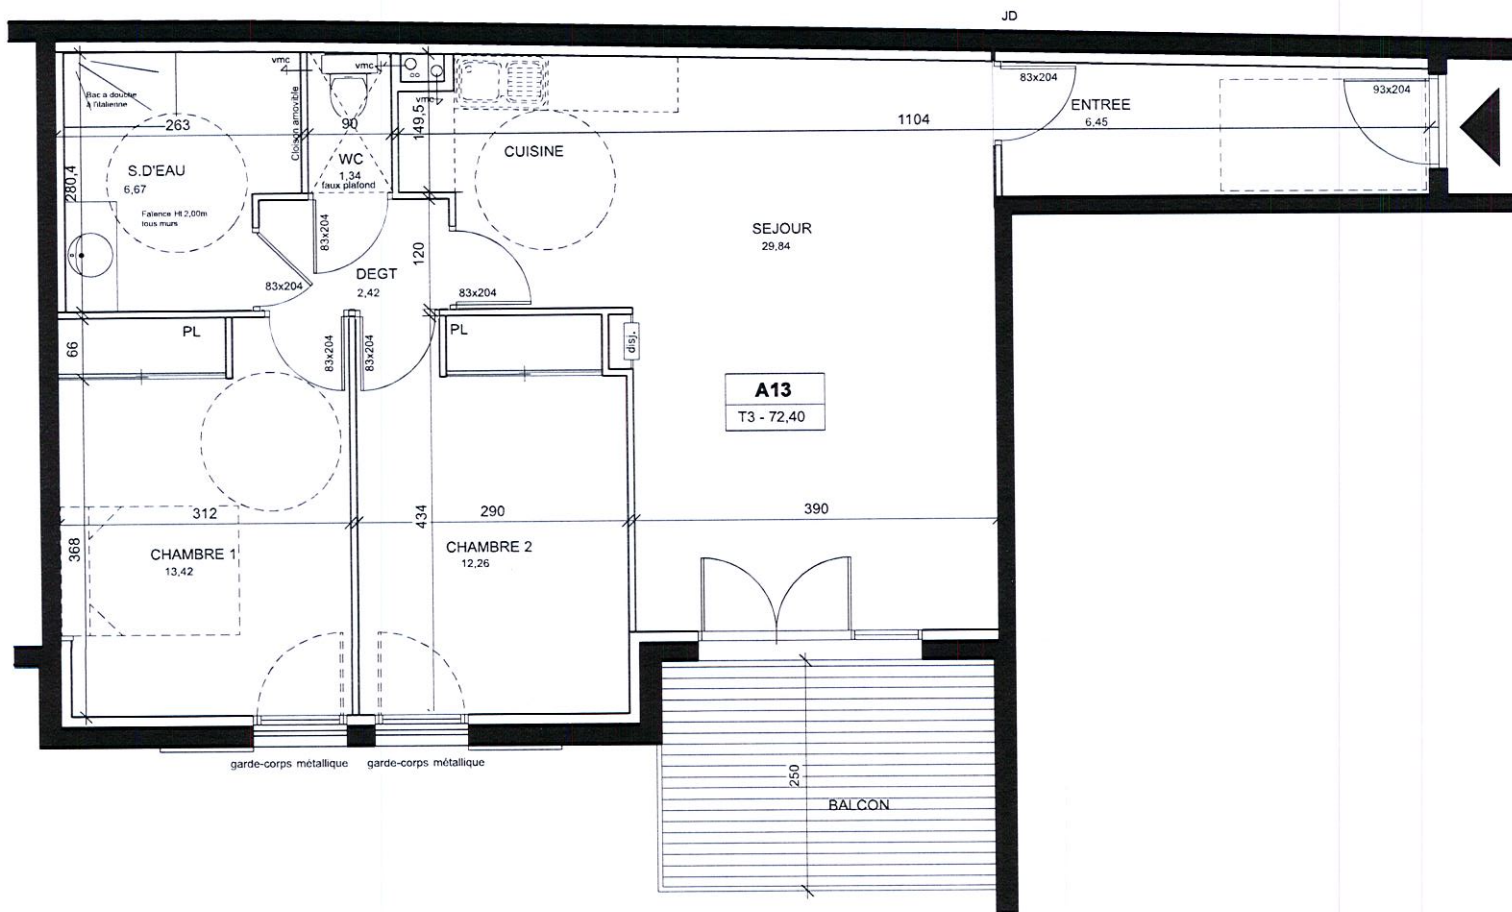 JD
vmc
vmc
83x204
ENTREE
6,45
93x204
Bac a douche
à l'italienne
263
Cloison amovible
90
149,5
vmc
1104
CUISINE
WC
1,34
faux plafond
S.D'EAU
6,67
280,4
Faïence Ht 2,00m
tous murs
SEJOUR
29,84
83x204
120
DEGT
2,42
83x204
83x204
PL
PL
66
83x204
83x204
disj.
A13
T3 - 72,40
312
434
290
390
368
CHAMBRE 1
13,42
CHAMBRE 2
12,26
garde-corps métallique
garde-corps métallique
250
BALCON